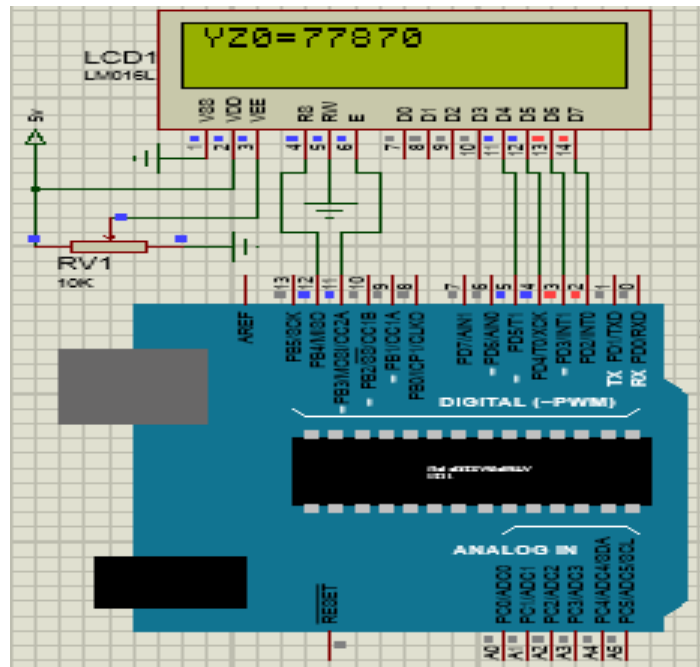 YZ0=77870
LCD1
LM016L
VSS
VDD
VEE
RS
RW
E
D0
D1
D2
D3
D4
D5
D6
D7
1
2
3
4
5
6
7
8
9
10
11
12
13
14
5v
RV1
10K
AREF
13
12
11
10
9
8
7
6
5
4
3
2
1
0
PB5/SCK
PB4/MISO
PB3/MOSI/OC2A
PB2/SS/OC1B
PB1/OC1A
PB0/ICP1/CLKO
PD7/AIN1
PD6/AIN0
PD5/T1
PD4/T0/XCK
PD3/INT1
PD2/INT0
PD1/TXD
PD0/RXD
TX
RX
DIGITAL (~PWM)
ANALOG IN
RESET
PC0/ADC0
PC1/ADC1
PC2/ADC2
PC3/ADC3
PC4/ADC4/SDA
PC5/ADC5/SCL
A0
A1
A2
A3
A4
A5